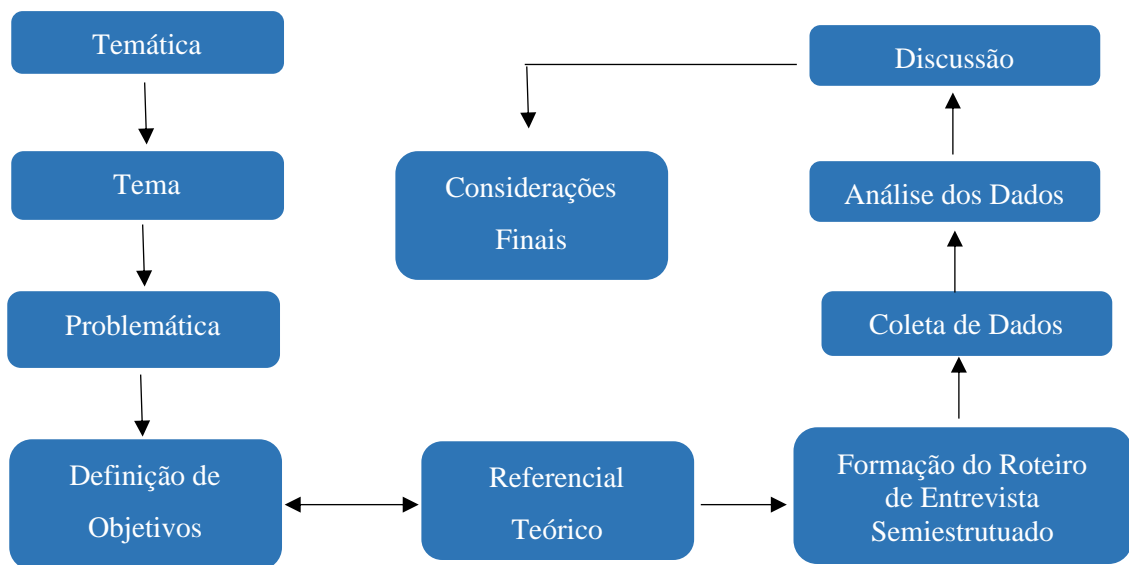 Temática
Tema
Problemática
Definição de
Objetivos
Referencial
Teórico
Formação do Roteiro
de Entrevista
Semiestrutuado
Coleta de Dados
Análise dos Dados
Discussão
Considerações
Finais